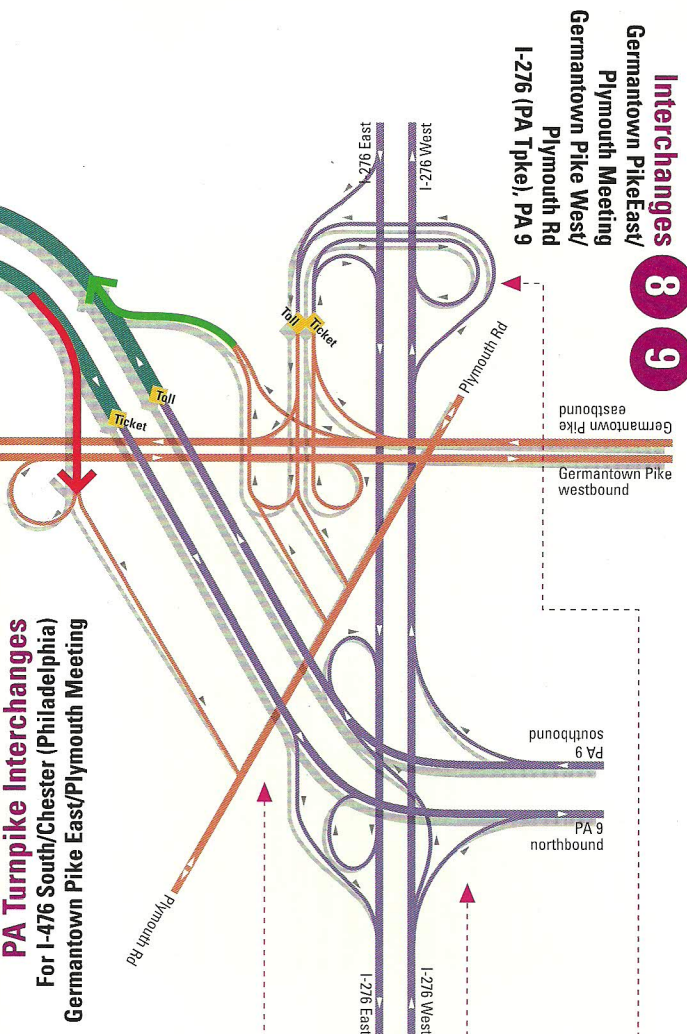 Interchanges 8 9
Germantown PikeEast/
Plymouth Meeting
Germantown Pike West/
Plymouth Rd
I-276 (PA Tpke), PA 9
I-276 East
I-276 West
Toll
Ticket
Plymouth Rd
Germantown Pike
eastbound
Germantown Pike
westbound
Toll
Ticket
PA 9
southbound
PA 9
northbound
Plymouth Rd
I-276 East
I-276 West
PA Turnpike Interchanges
For I-476 South/Chester (Philadelphia)
Germantown Pike East/Plymouth Meeting